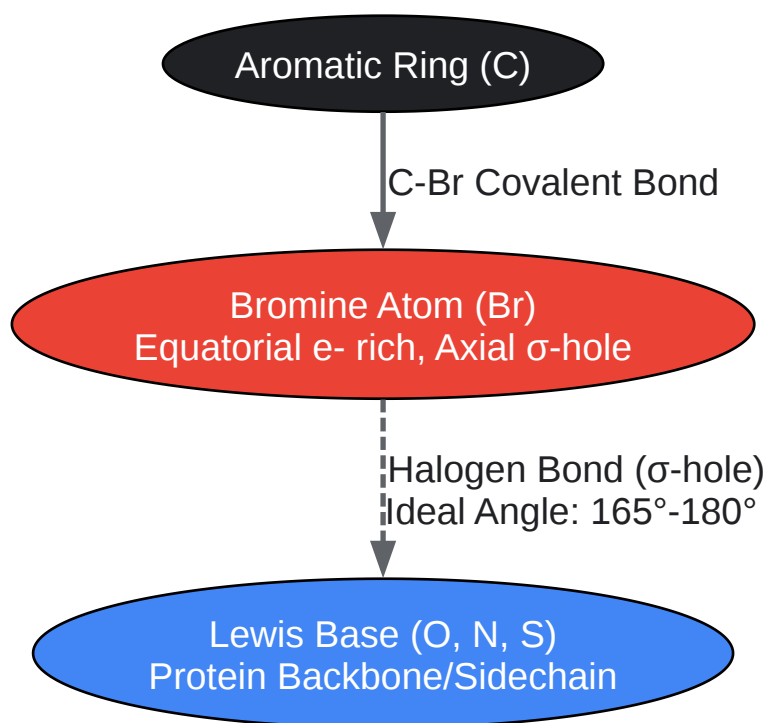 Aromatic Ring (C)
C-Br Covalent Bond
Bromine Atom (Br)
Equatorial e- rich, Axial σ-hole
Halogen Bond (σ-hole)
Ideal Angle: 165°-180°
Lewis Base (O, N, S)
Protein Backbone/Sidechain